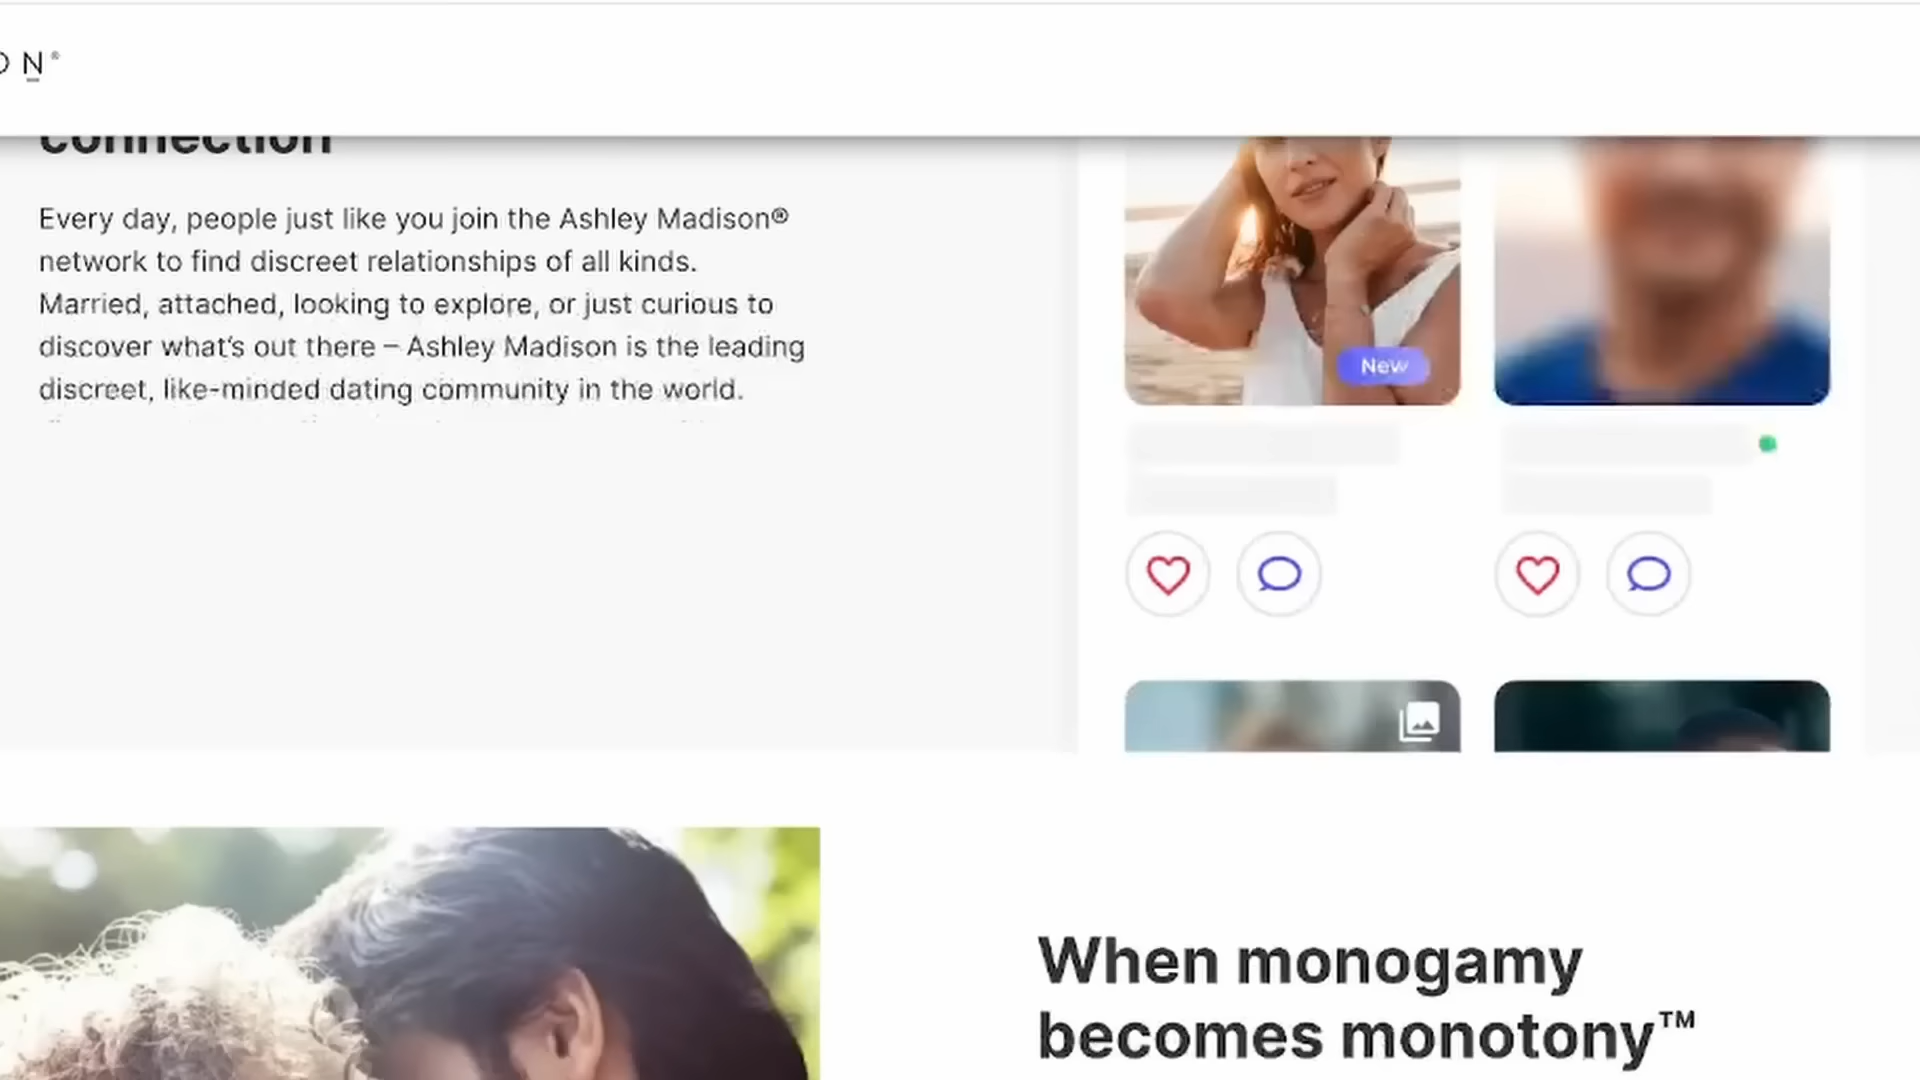 O N®
connection
Every day, people just like you join the Ashley Madison®
network to find discreet relationships of all kinds.
Married, attached, looking to explore, or just curious to
discover what's out there – Ashley Madison is the leading
discreet, like-minded dating community in the world.
New
When monogamy
becomes monotony™